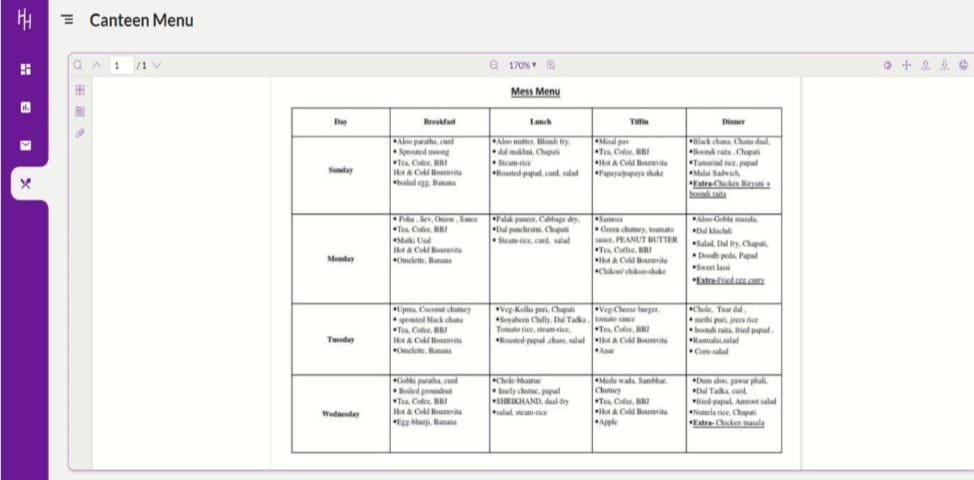 HH
Canteen Menu
1 /1
170%
Mess Menu
Day Breakfast Lunch Tiffin Dinner
Sunday
•Aloo paratha, curd
• Sprouted moong
•Tea, Cofee, BBJ
Hot & Cold Bournvita
•boiled egg, Banana
•Aloo mutter, Bhindi fry,
• dal makhni, Chapati
• Steam-rice
•Roasted-papad, curd, salad
•Misal pav
•Tea, Cofee, BBJ
•Hot & Cold Bournvita
•Papaya/papaya shake
•Black chana, Chana daal,
•Boondi raita , Chapati
•Tamarind rice, papad
•Malai Sadwich,
•Extra-Chicken Biryani +
boondi raita
Monday
• Poha , Sev, Onion , Sauce
•Tea, Cofee, BBJ
•Matki Usal
Hot & Cold Bournvita
•Omelette, Banana
•Palak paneer, Cabbage dry,
•Dal panchratni, Chapati
• Steam-rice, curd, salad
•Samosa
• Green chutney, toamato
sauce, PEANUT BUTTER
•Tea, Coffee, BBJ
•Hot & Cold Bournvita
•Chikoo/ chikoo-shake
•Aloo-Gobhi masala,
•Dal khichdi
•Salad, Dal fry, Chapati,
• Doodh peda, Papad
•Sweet lassi
•Extra-Fried egg curry
Tuesday
•Upma, Coconut chutney
• sprouted black chana
•Tea, Cofee, BBJ
Hot & Cold Bournvita
•Omelette, Banana
•Veg-Kolha puri, Chapati
•Soyabeen Chilly, Dal Tadka ,
Tomato rice, steam-rice,
•Roasted-papad ,chass, salad
•Veg-Cheese burger,
tomato sauce
•Tea, Cofee, BBJ
•Hot & Cold Bournvita
•Anar
•Chole, Tuar dal ,
• methi puri, jeera rice
• boondi raita, fried papad ,
•Rasmalai,salad
• Corn-salad
Wednesday
•Gobhi paratha, curd
• Boiled groundnut
•Tea, Cofee, BBJ
Hot & Cold Bournvita
•Egg-bhurji, Banana
•Chole-bhature
• Imely chutne, papad
•SHRIKHAND, daal-fry
•salad, steam-rice
•Medu wada, Sambhar,
Chutney
•Tea, Cofee, BBJ
•Hot & Cold Bournvita
•Apple
•Dum aloo, gawar phali,
•Dal Tadka, curd,
•fried-papad, Amroot salad
•Nutrela rice, Chapati
•Extra- Chicken masala